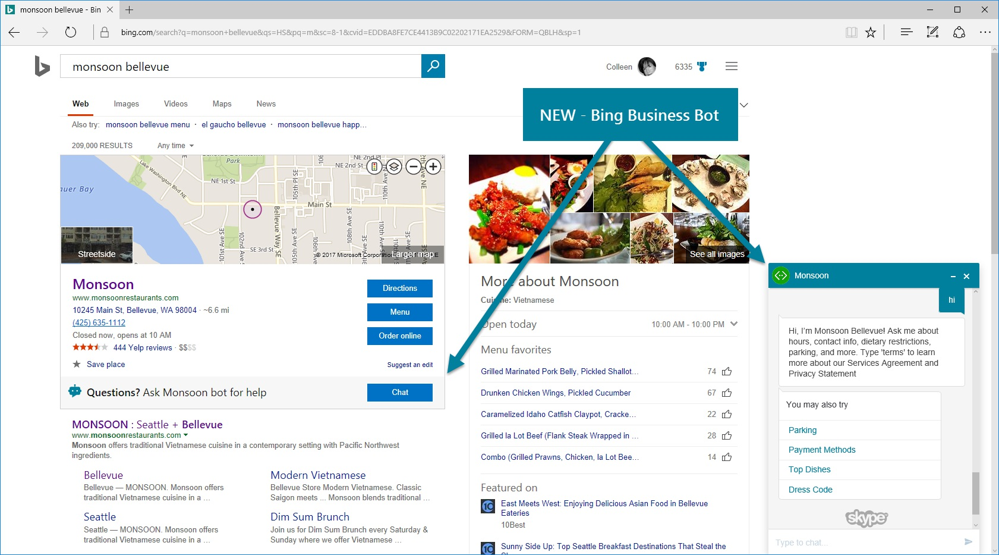 monsoon bellevue - Bin
bing.com/search?q=monsoon+bellevue&qs=HS&pq=m&sc=8-1&cvid=EDDBA8FE7CE4413B9C02202171EA2529&FORM=QBLH&sp=1
monsoon bellevue
Colleen
6335
Web Images Videos Maps News
NEW - Bing Business Bot
Also try: monsoon bellevue menu · el gaucho bellevue · monsoon bellevue happ...
209,000 RESULTS Any time
Park
NE 2nd Pl
NE 2nd St
Lake Washington Blvd NE
NE 1st St
105th Pl SE
110th Ave NE
auer Bay
Main St
Bellevue Way SE
SE 3rd St
101st Ave SE
102nd Ave SE
105th Ave SE
108th Ave SE
109th Ave SE
110th Ave SE
Streetside
© 2017 Microsoft Corporation
Larger map
See all images
Monsoon
www.monsoonrestaurants.com
10245 Main St, Bellevue, WA 98004 · ~6.6 mi
(425) 635-1112
Closed now, opens at 10 AM
444 Yelp reviews · $$$$
Save place
Directions
Menu
Order online
Suggest an edit
Questions? Ask Monsoon bot for help
Chat
MONSOON : Seattle + Bellevue
www.monsoonrestaurants.com
Monsoon offers traditional Vietnamese cuisine in a contemporary setting with Pacific Northwest
ingredients.
Bellevue
Bellevue — MONSOON. Monsoon offers
traditional Vietnamese cuisine in a ...
Modern Vietnamese
Bellevue Store Modern Vietnamese. Classic
Saigon meets ... Monsoon blends traditional ...
Seattle
Seattle — MONSOON. Monsoon offers
traditional Vietnamese cuisine in a ...
Dim Sum Brunch
Join us for Dim Sum Brunch every Saturday &
Sunday where we offer Vietnamese ...
More about Monsoon
Cuisine: Vietnamese
Open today 10:00 AM - 10:00 PM
Menu favorites
Grilled Marinated Pork Belly, Pickled Shallot... 74
Drunken Chicken Wings, Pickled Cucumber 67
Caramelized Idaho Catfish Claypot, Cracke... 22
Grilled la Lot Beef (Flank Steak Wrapped in ... 28
Combo (Grilled Prawns, Chicken, la Lot Bee... 14
Featured on
10
East Meets West: Enjoying Delicious Asian Food in Bellevue
Eateries
10Best
10
Sunny Side Up: Top Seattle Breakfast Destinations That Steal the
Monsoon
hi
Hi, I'm Monsoon Bellevue! Ask me about
hours, contact info, dietary restrictions,
parking, and more. Type 'terms' to learn
more about our Services Agreement and
Privacy Statement
You may also try
Parking
Payment Methods
Top Dishes
Dress Code
skype
Type to chat...